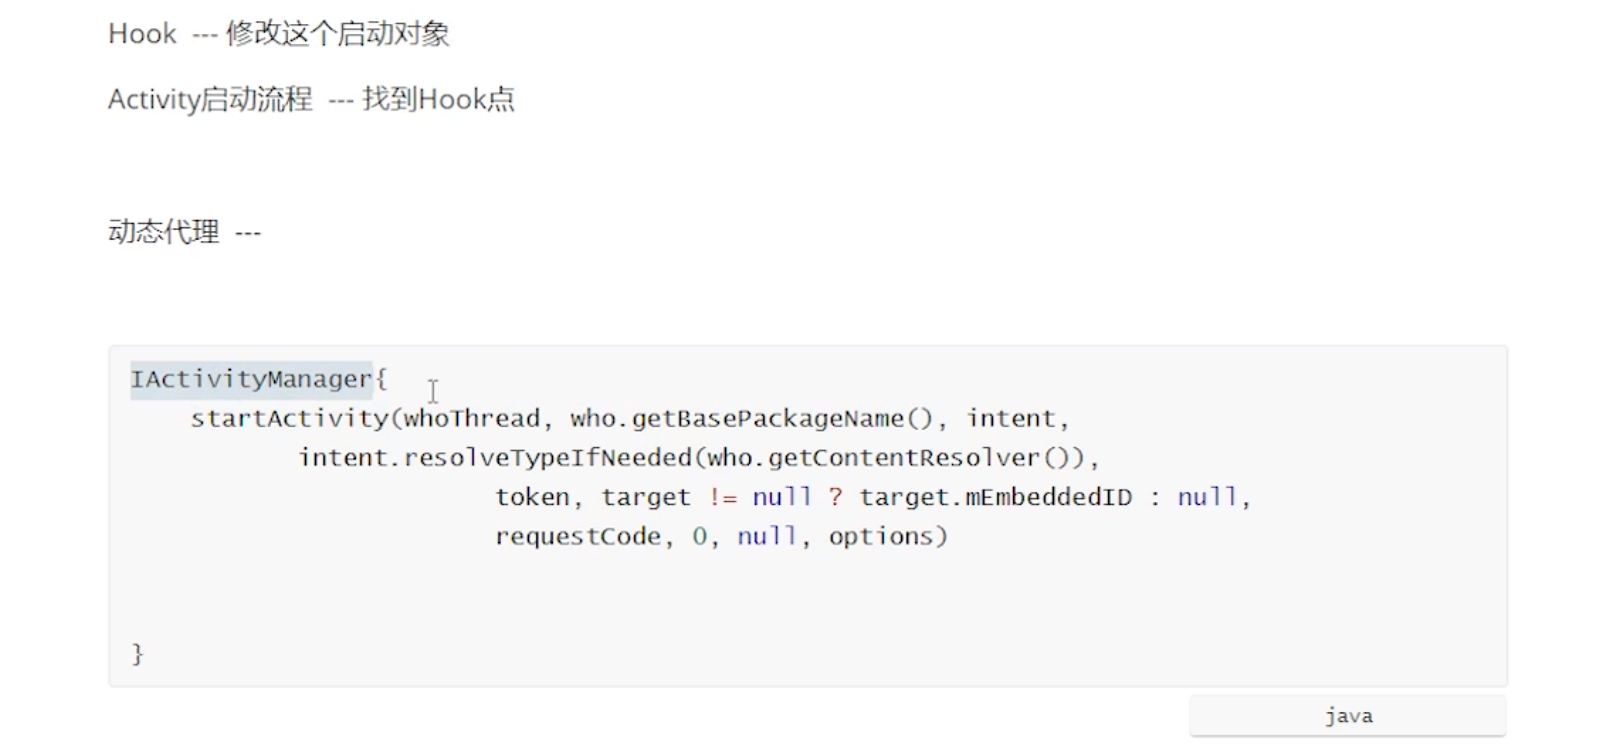 Hook --- 修改这个启动对象
Activity启动流程 --- 找到Hook点
动态代理 ---
IActivityManager{
startActivity(whoThread, who.getBasePackageName(), intent,
intent.resolveTypeIfNeeded(who.getContentResolver()),
token, target != null ? target.mEmbeddedID : null,
requestCode, 0, null, options)
}
java